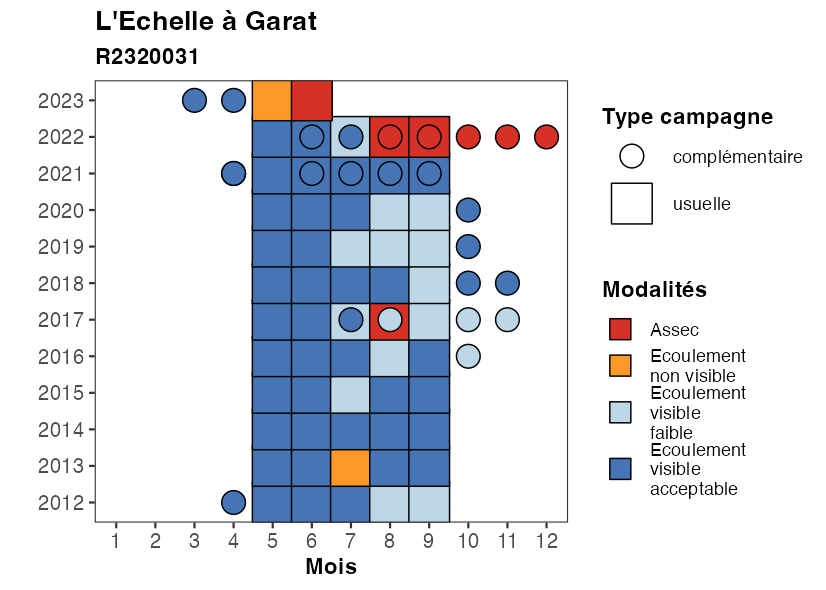 L'Echelle à Garat
R2320031
2023
2022
2021
2020
2019
2018
2017
2016
2015
2014
2013
2012
1 2 3 4 5 6 7 8 9 10 11 12
Mois
Type campagne
complémentaire
usuelle
Modalités
Assec
Ecoulement
non visible
Ecoulement
visible
faible
Ecoulement
visible
acceptable